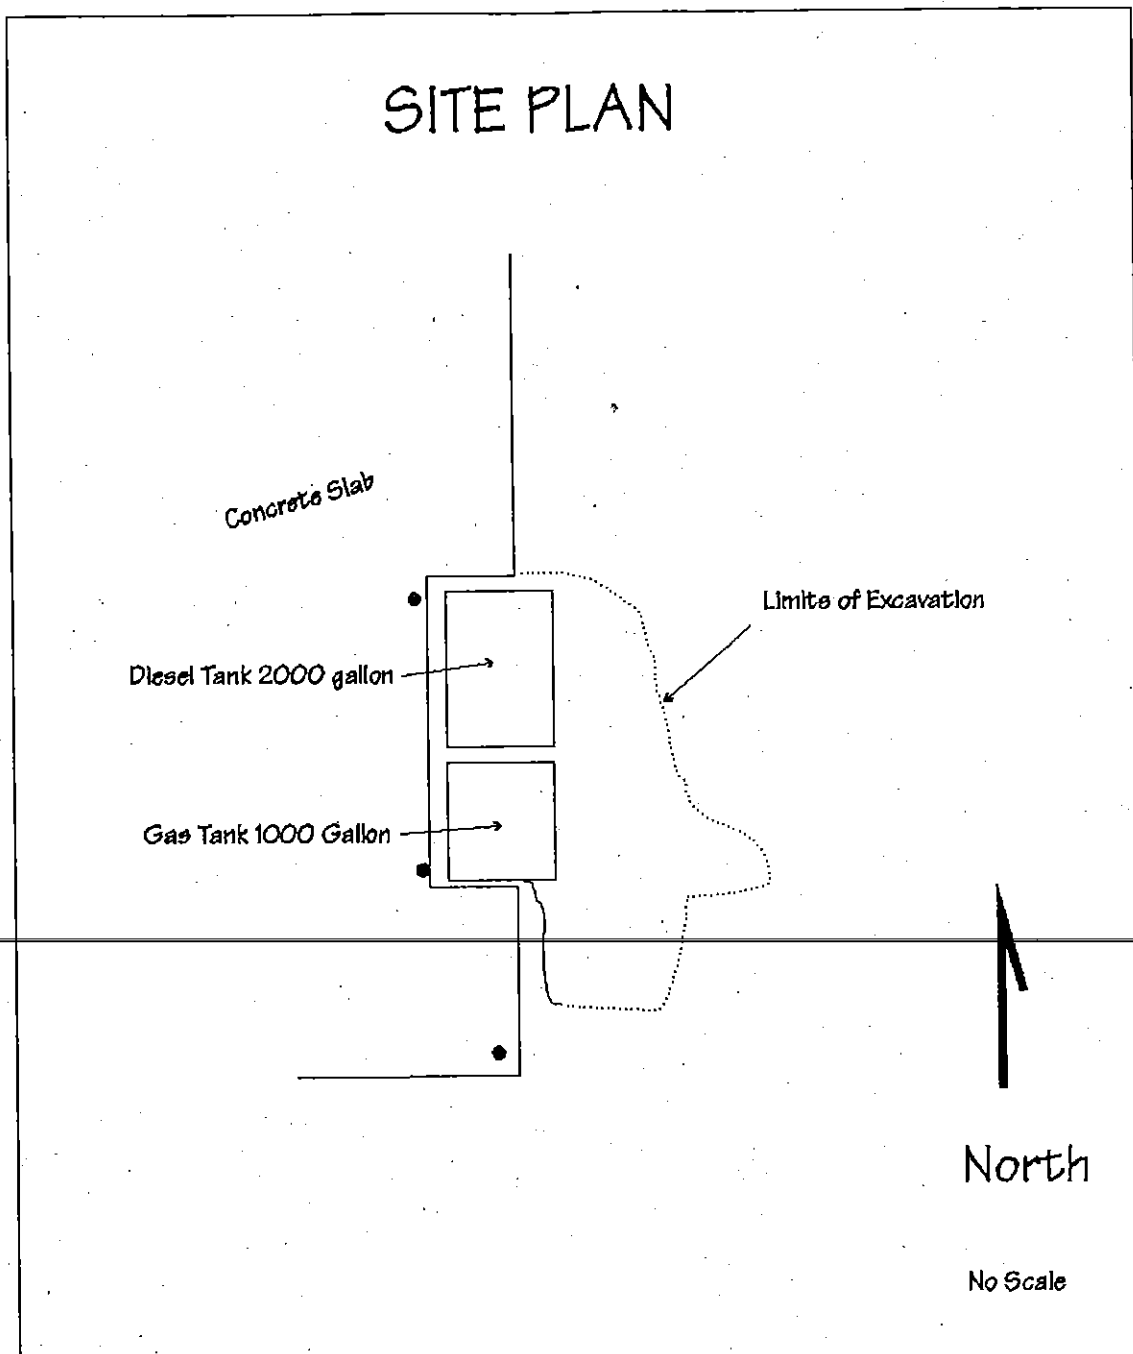 SITE PLAN
Concrete Slab
Limits of Excavation
Diesel Tank 2000 gallon
Gas Tank 1000 Gallon
North
No Scale